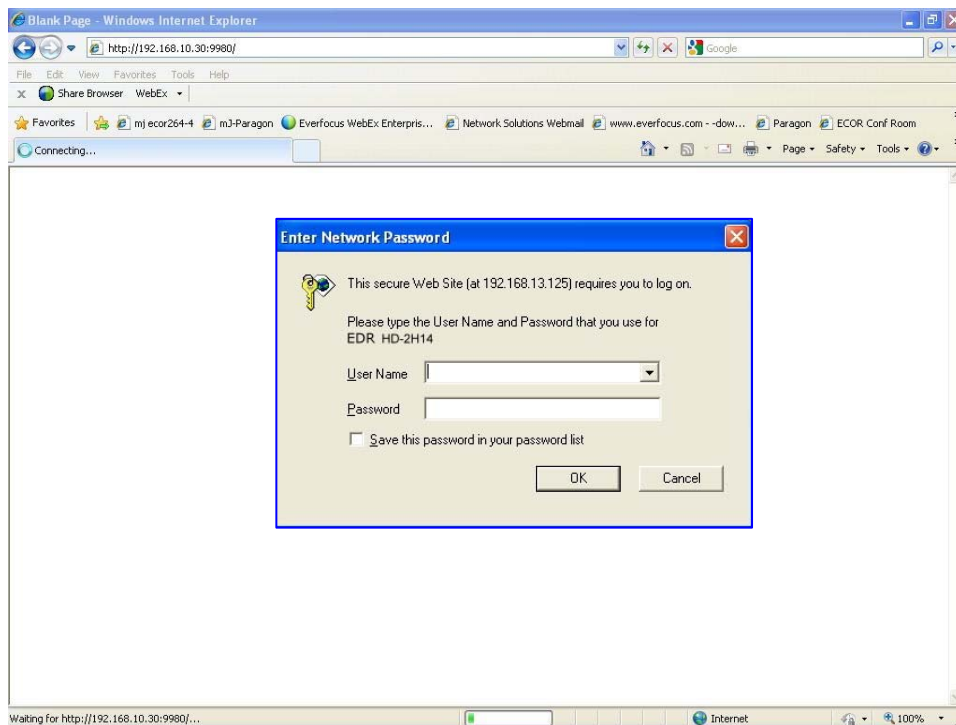 Blank Page - Windows Internet Explorer
http://192.168.10.30:9980/
Google
File Edit View Favorites Tools Help
x Share Browser WebEx
Favorites mj ecor264-4 mJ-Paragon Everfocus WebEx Enterpris... Network Solutions Webmail www.everfocus.com - -dow... Paragon ECOR Conf Room
Connecting...
Page Safety Tools
Enter Network Password
This secure Web Site (at 192.168.13.125) requires you to log on.
Please type the User Name and Password that you use for
EDR HD-2H14
User Name
Password
Save this password in your password list
OK Cancel
Waiting for http://192.168.10.30:9980/... Internet 100%